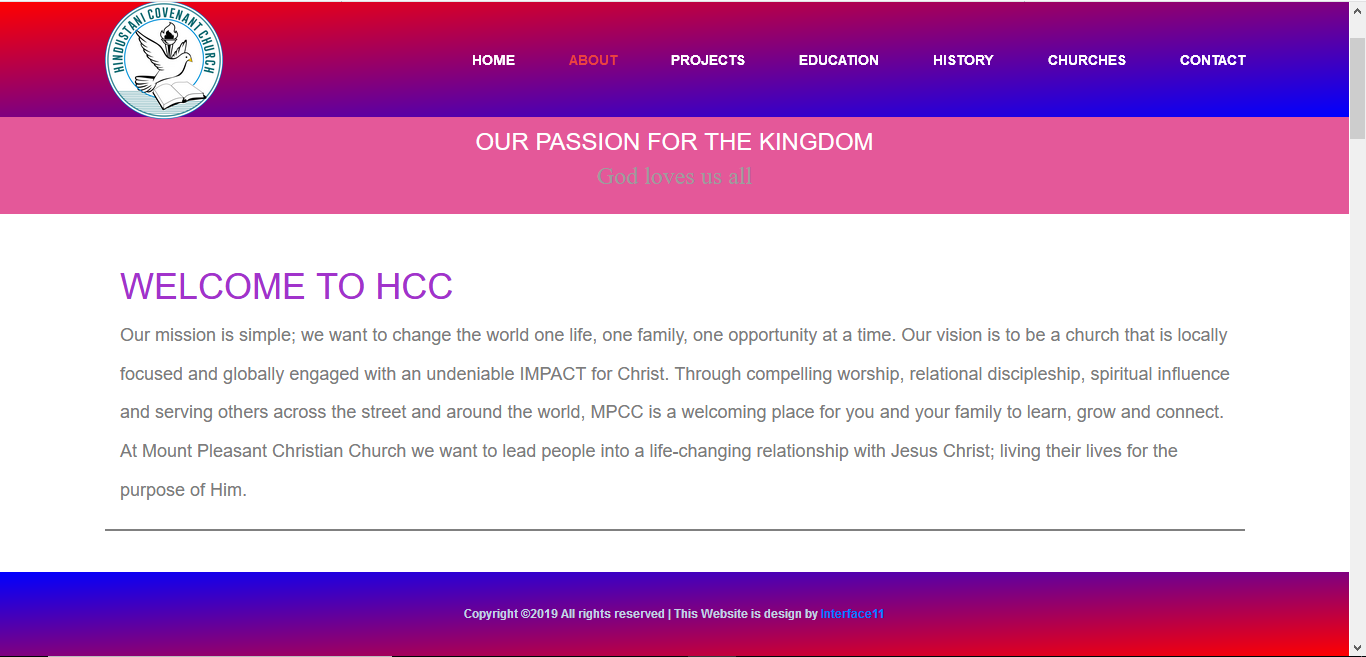 HINDUSTANI COVENANT CHURCH
HOME ABOUT PROJECTS EDUCATION HISTORY CHURCHES CONTACT
OUR PASSION FOR THE KINGDOM
God loves us all
WELCOME TO HCC
Our mission is simple; we want to change the world one life, one family, one opportunity at a time. Our vision is to be a church that is locally
focused and globally engaged with an undeniable IMPACT for Christ. Through compelling worship, relational discipleship, spiritual influence
and serving others across the street and around the world, MPCC is a welcoming place for you and your family to learn, grow and connect.
At Mount Pleasant Christian Church we want to lead people into a life-changing relationship with Jesus Christ; living their lives for the
purpose of Him.
Copyright ©2019 All rights reserved | This Website is design by Interface11